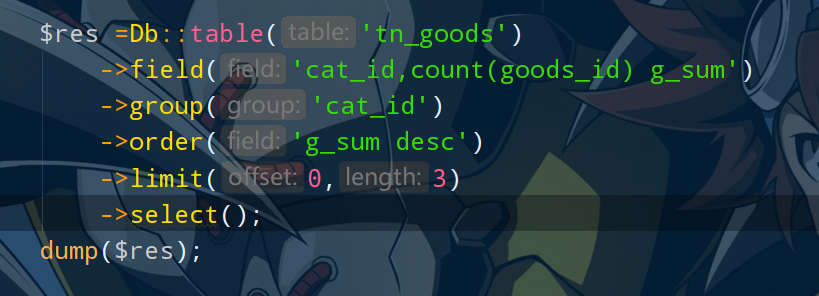 $res =Db::table( table: 'tn_goods')
->field( field: 'cat_id,count(goods_id) g_sum')
->group( group: 'cat_id')
->order( field: 'g_sum desc')
->limit( offset: 0, length: 3)
->select();
dump($res);